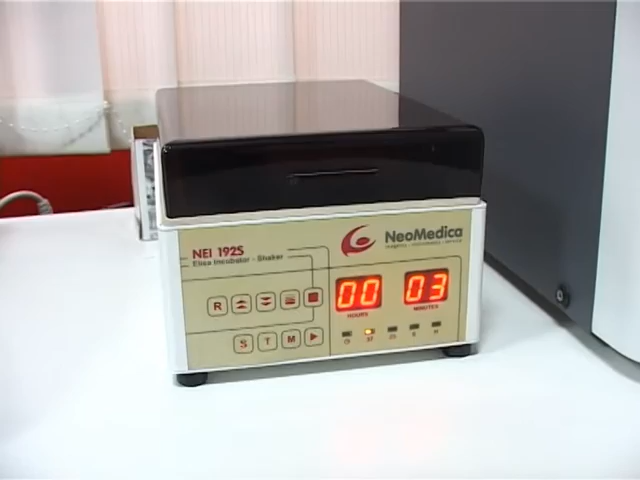 NEI 192S
Elisa Incubator - Shaker
NeoMedica
R
00
03
HOURS
MINUTES
S T M